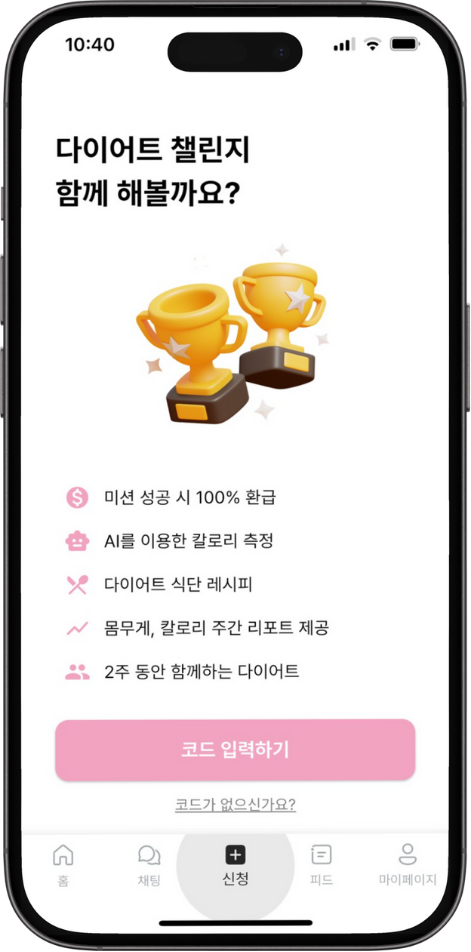 10:40
다이어트 챌린지
함께 해볼까요?
미션 성공 시 100% 환급
AI를 이용한 칼로리 측정
다이어트 식단 레시피
몸무게, 칼로리 주간 리포트 제공
2주 동안 함께하는 다이어트
코드 입력하기
코드가 없으신가요?
홈 채팅 신청 피드 마이페이지